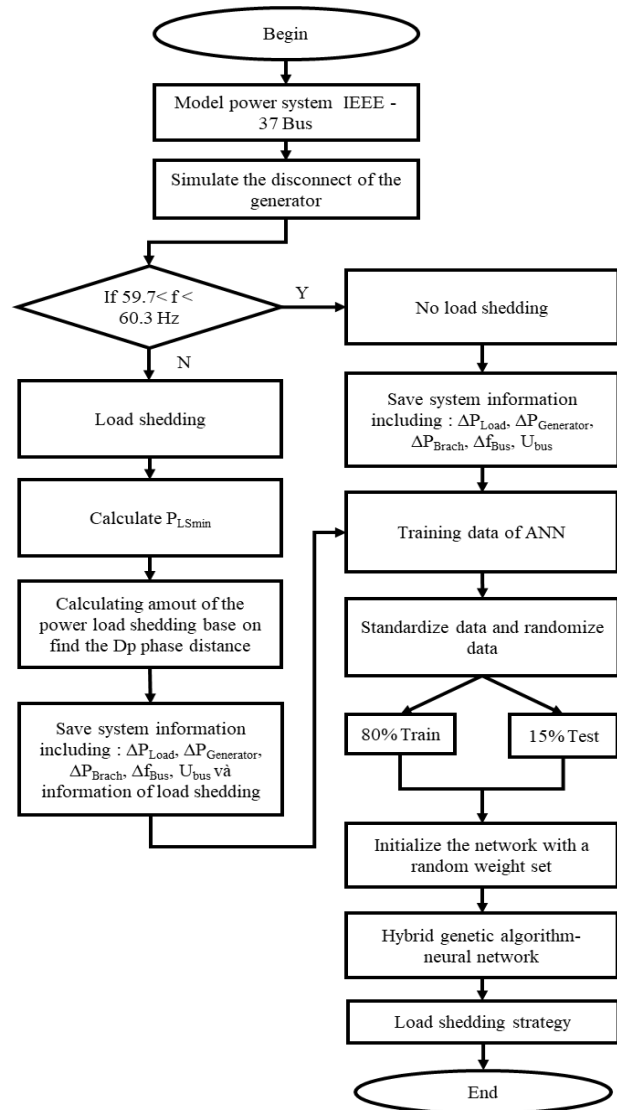 Begin
Model power system IEEE -
37 Bus
Simulate the disconnect of the
generator
If 59.7< f <
60.3 Hz
Y
N
No load shedding
Load shedding
Save system information
including : ΔP_Load, ΔP_Generator,
ΔP_Brach, Δf_Bus, U_bus
Calculate P_LSmin
Training data of ANN
Calculating amout of the
power load shedding base on
find the Dp phase distance
Standardize data and randomize
data
80% Train
15% Test
Save system information
including : ΔP_Load, ΔP_Generator,
ΔP_Brach, Δf_Bus, U_bus và
information of load shedding
Initialize the network with a
random weight set
Hybrid genetic algorithm-
neural network
Load shedding strategy
End